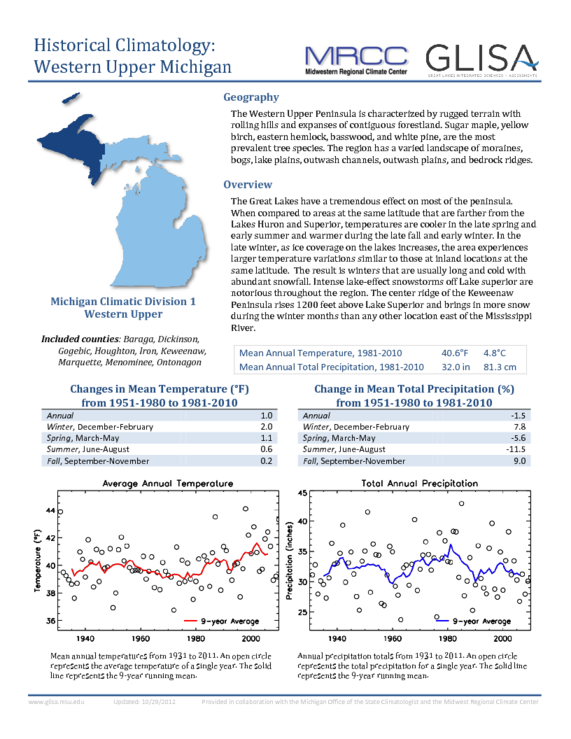 Historical Climatology:
Western Upper Michigan
MRCC
Midwestern Regional Climate Center
GLISA
GREAT LAKES INTEGRATED SCIENCES + ASSESSMENTS
Geography
The Western Upper Peninsula is characterized by rugged terrain with
rolling hills and expanses of contiguous forestland. Sugar maple, yellow
birch, eastern hemlock, basswood, and white pine, are the most
prevalent tree species. The region has a varied landscape of moraines,
bogs, lake plains, outwash channels, outwash plains, and bedrock ridges.
Overview
The Great Lakes have a tremendous effect on most of the peninsula.
When compared to areas at the same latitude that are farther from the
Lakes Huron and Superior, temperatures are cooler in the late spring and
early summer and warmer during the late fall and early winter. In the
late winter, as ice coverage on the lakes increases, the area experiences
larger temperature variations similar to those at inland locations at the
same latitude. The result is winters that are usually long and cold with
abundant snowfall. Intense lake-effect snowstorms off Lake superior are
notorious throughout the region. The center ridge of the Keweenaw
Peninsula rises 1200 feet above Lake Superior and brings in more snow
during the winter months than any other location east of the Mississippi
River.
Michigan Climatic Division 1
Western Upper
Included counties: Baraga, Dickinson,
Gogebic, Houghton, Iron, Keweenaw,
Marquette, Menominee, Ontonagon
Mean Annual Temperature, 1981-2010 40.6°F 4.8°C
Mean Annual Total Precipitation, 1981-2010 32.0 in 81.3 cm
Changes in Mean Temperature (°F)
from 1951-1980 to 1981-2010
Annual 1.0
Winter, December-February 2.0
Spring, March-May 1.1
Summer, June-August 0.6
Fall, September-November 0.2
Change in Mean Total Precipitation (%)
from 1951-1980 to 1981-2010
Annual -1.5
Winter, December-February 7.8
Spring, March-May -5.6
Summer, June-August -11.5
Fall, September-November 9.0
Average Annual Temperature
Temperature (°F)
44
42
40
38
36
9-year Average
1940 1960 1980 2000
Mean annual temperatures from 1931 to 2011. An open circle
represents the average temperature of a single year. The solid
line represents the 9-year running mean.
Total Annual Precipitation
Precipitation (inches)
45
40
35
30
25
9-year Average
1940 1960 1980 2000
Annual precipitation totals from 1931 to 2011. An open circle
represents the total precipitation for a single year. The solid line
represents the 9-year running mean.
www.glisa.msu.edu Updated: 10/29/2012 Provided in collaboration with the Michigan Office of the State Climatologist and the Midwest Regional Climate Center